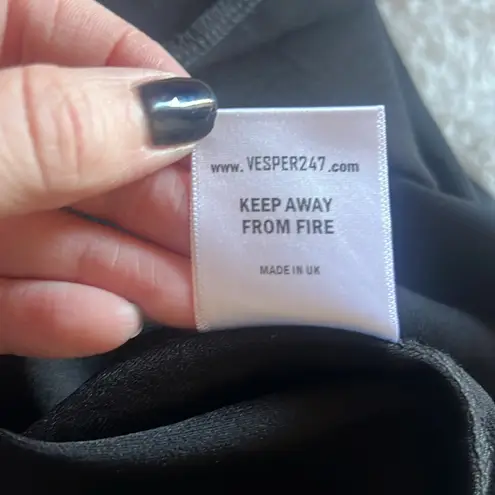 www. VESPER247.com
KEEP AWAY
FROM FIRE
MADE IN UK